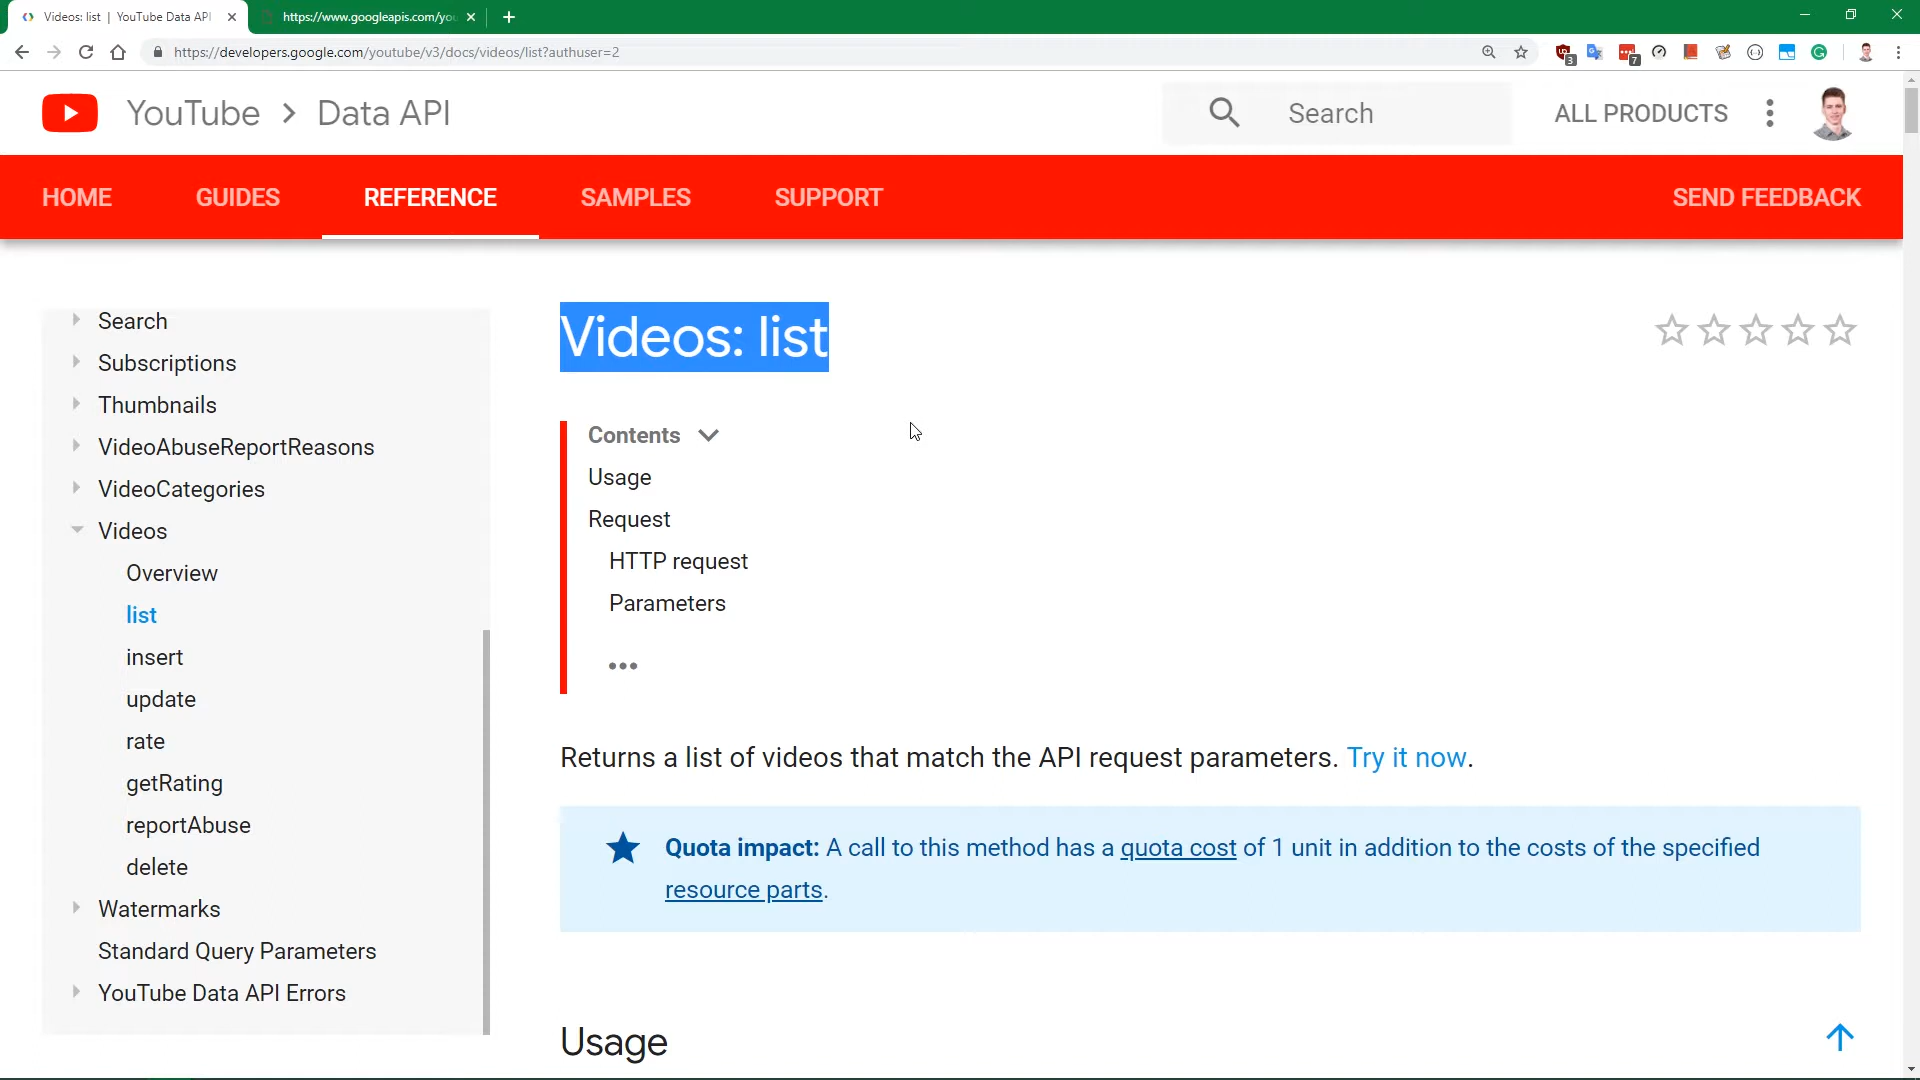 Videos: list | YouTube Data API
https://www.googleapis.com/you
https://developers.google.com/youtube/v3/docs/videos/list?authuser=2
3
7
YouTube > Data API
Search
ALL PRODUCTS
HOME
GUIDES
REFERENCE
SAMPLES
SUPPORT
SEND FEEDBACK
Search
Subscriptions
Thumbnails
VideoAbuseReportReasons
VideoCategories
Videos
Overview
list
insert
update
rate
getRating
reportAbuse
delete
Watermarks
Standard Query Parameters
YouTube Data API Errors
Videos: list
Contents
Usage
Request
HTTP request
Parameters
•••
Returns a list of videos that match the API request parameters. Try it now.
Quota impact: A call to this method has a quota cost of 1 unit in addition to the costs of the specified
resource parts.
Usage